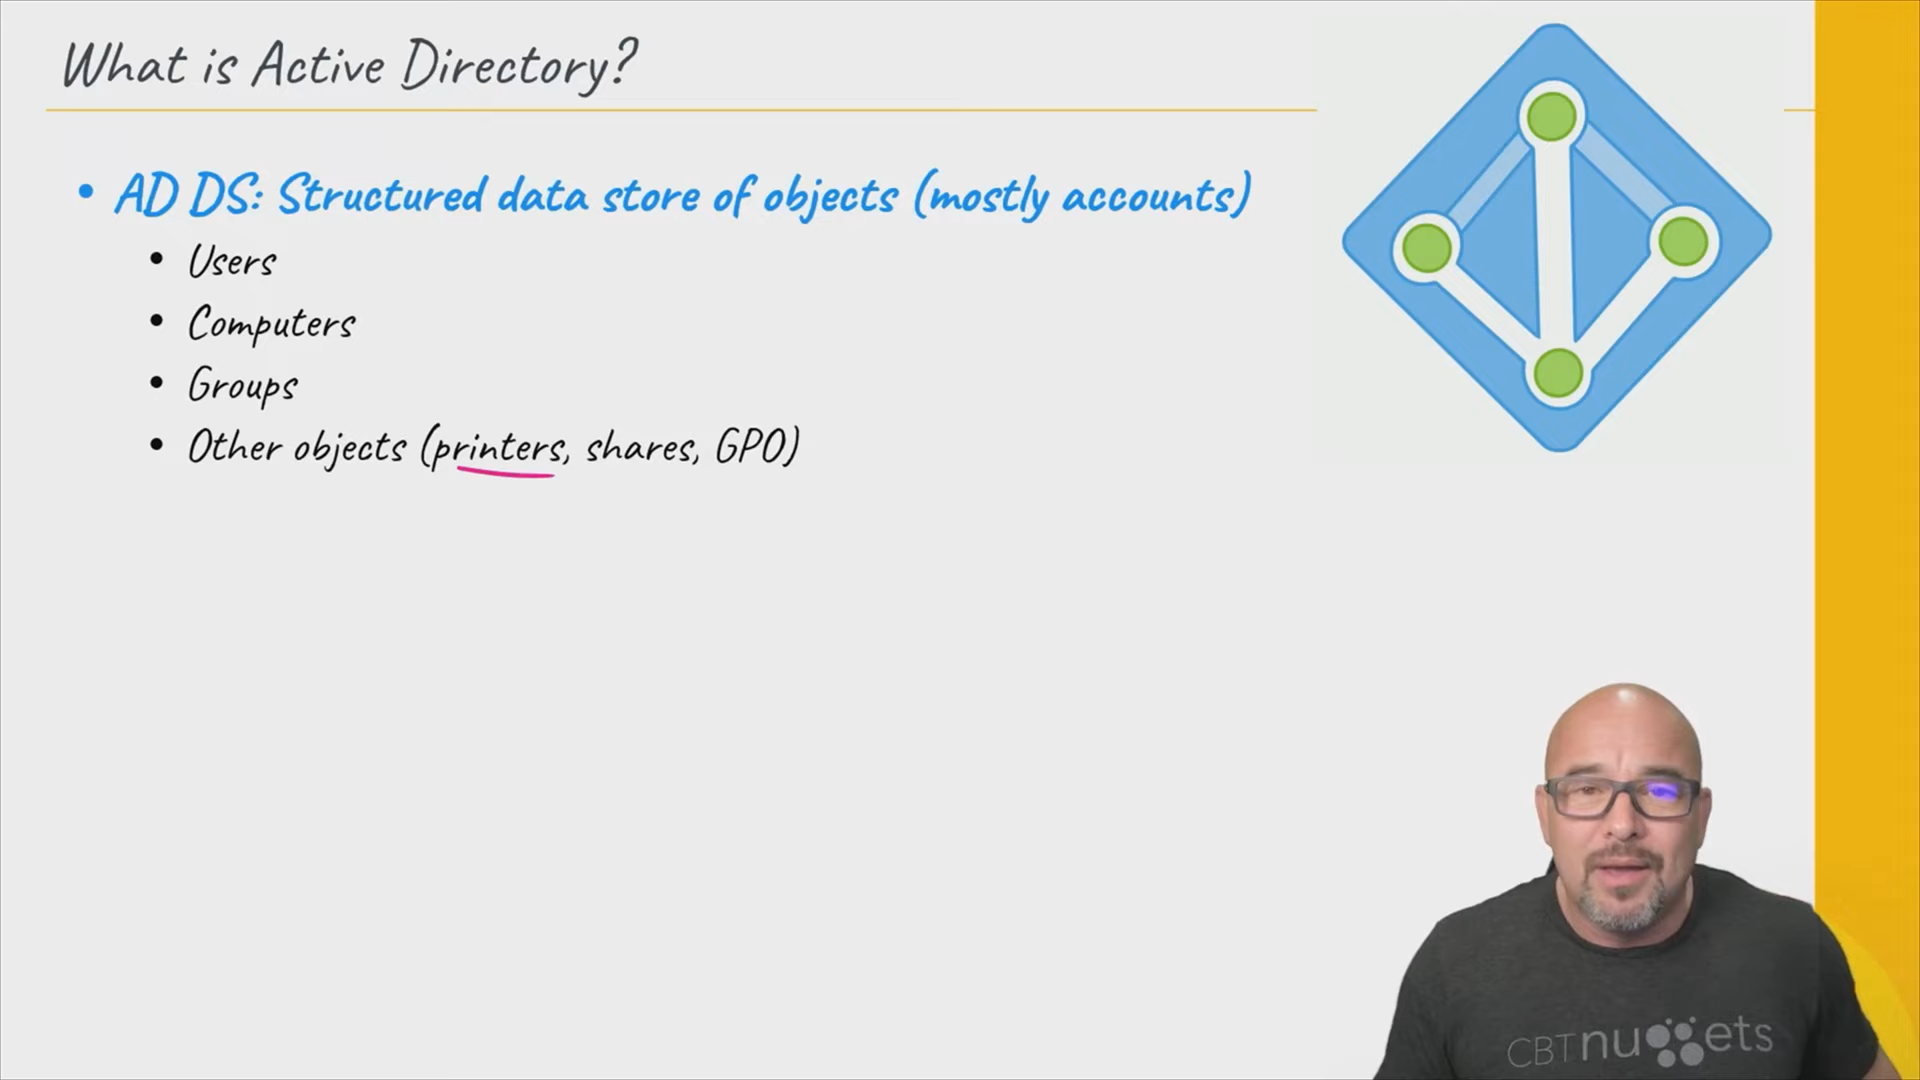 What is Active Directory?
• AD DS: Structured data store of objects (mostly accounts)
• Users
• Computers
• Groups
• Other objects (printers, shares, GPO)
CBTnuggets